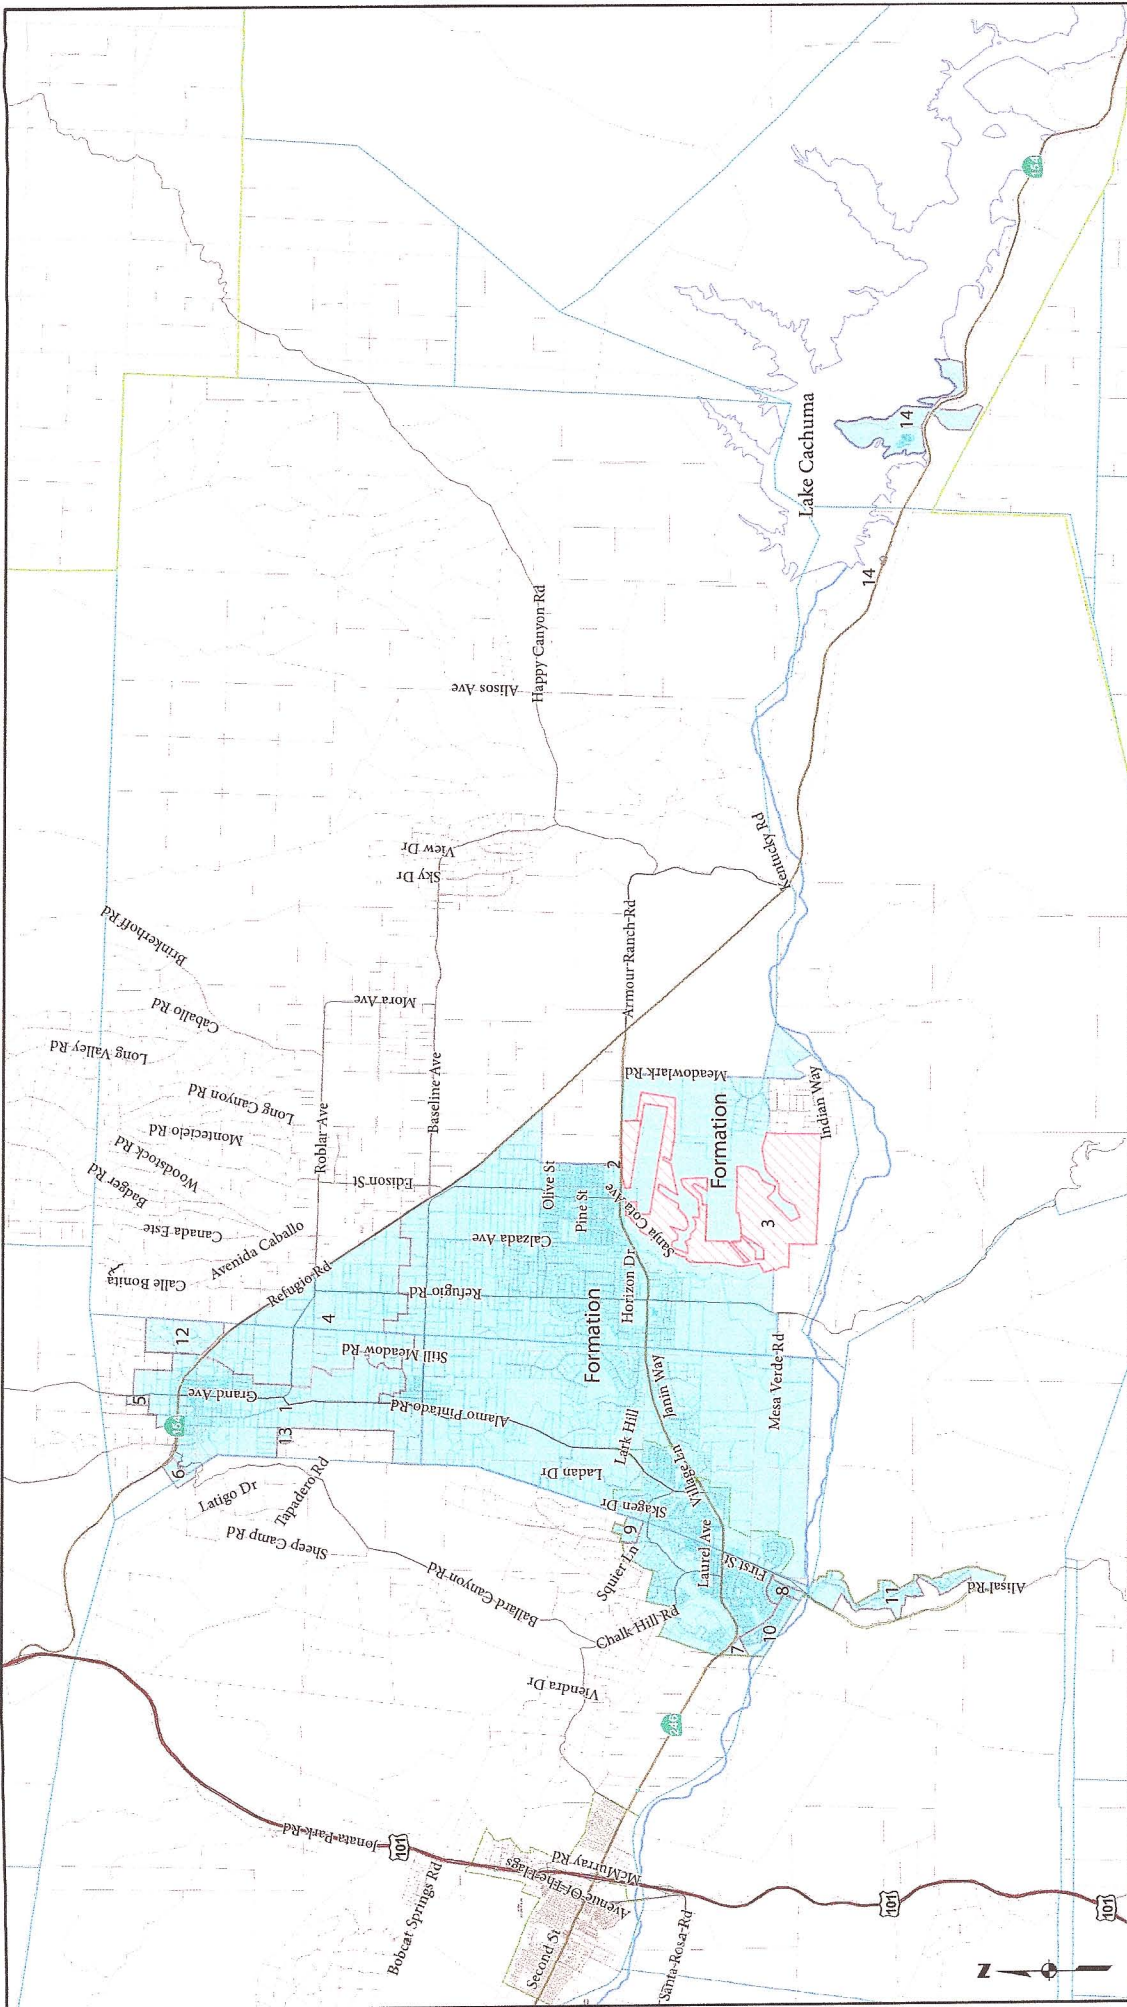 Brinkerhoff Rd
Caballo Rd
Long Valley Rd
Long Canyon Rd
Montecielo Rd
Woodstock Rd
Badger Rd
Canada Este
Avenida Caballo
Calle Bonita
Refugio Rd
Roblar Ave
Mora Ave
Baseline Ave
Edison St
View Dr
Sky Dr
Alisos Ave
Happy Canyon Rd
Armour Ranch Rd
Kentucky Rd
Lake Cachuma
14
14
154
Meadowlark Rd
Indian Way
Formation
3
2
Sanja Cota Ave
Olive St
Pine St
Calzada Ave
Horizon Dr
Formation
Refugio Rd
4
Still Meadow Rd
12
5
Grand Ave
154
1
13
6
Alamo Pintado Rd
Mesa Verde Rd
Janin Way
Lark Hill
Village Ln
Ladan Dr
Skagen Dr
9
Squier Ln
Laurel Ave
First St
8
7
10
11
Alisal Rd
Latigo Dr
Tapadero Rd
Sheep Camp Rd
Ballard Canyon Rd
Chalk Hill Rd
Viendra Dr
246
Jonata Park Rd
101
Bobcat Springs Rd
McMurray Rd
Avenue Of The Flags
Second St
Santa Rosa Rd
101
101
N